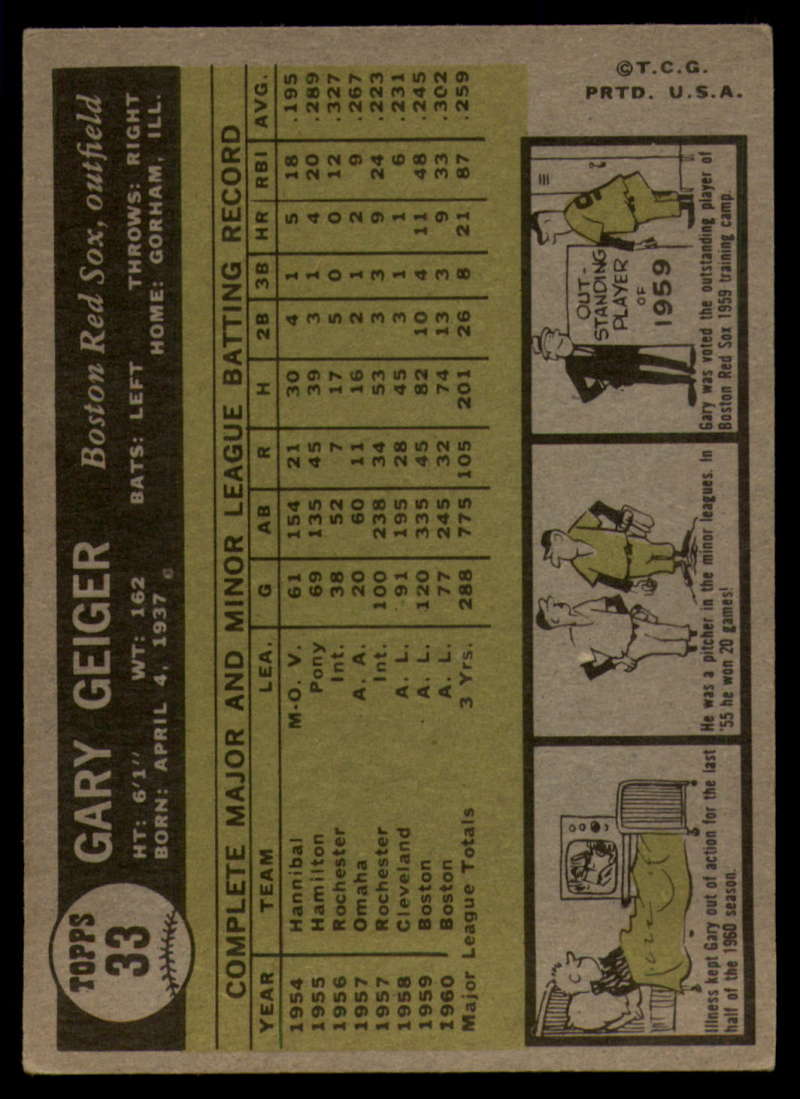 TOPPS
33
GARY GEIGER Boston Red Sox, outfield
HT: 6'1" WT: 162 BATS: LEFT THROWS: RIGHT
BORN: APRIL 4, 1937 HOME: GORHAM, ILL.
COMPLETE MAJOR AND MINOR LEAGUE BATTING RECORD
YEAR TEAM LEA. G AB R H 2B 3B HR RBI AVG.
1954 Hannibal M-O. V. 61 154 21 30 4 1 5 18 .195
1955 Hamilton Pony 69 135 45 39 3 1 4 20 .289
1956 Rochester Int. 38 52 7 17 5 0 0 12 .327
1957 Omaha A. A. 20 60 11 16 2 1 2 9 .267
1957 Rochester Int. 100 238 34 53 3 3 9 24 .223
1958 Cleveland A. L. 91 195 28 45 3 1 1 6 .231
1959 Boston A. L. 120 335 45 82 10 4 11 48 .245
1960 Boston A. L. 77 245 32 74 13 3 9 33 .302
Major League Totals 3 Yrs. 288 775 105 201 26 8 21 87 .259
Illness kept Gary out of action for the last
half of the 1960 season.
He was a pitcher in the minor leagues. In
'55 he won 20 games!
OUT-
STANDING
PLAYER
OF
1959
Gary was voted the outstanding player of
Boston Red Sox 1959 training camp.
©T.C.G.
PRTD. U.S.A.